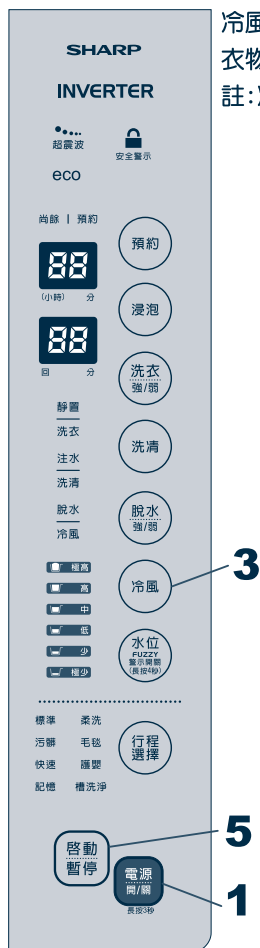 SHARP
INVERTER
超震波
安全警示
eco
尚餘 | 預約
88
(小時) 分
88
回 分
靜置
洗衣
注水
洗清
脫水
冷風
極高
高
中
低
少
極少
標準 柔洗
污髒 毛毯
快速 護嬰
記憶 槽洗淨
預約
浸泡
洗衣
強/弱
洗清
脫水
強/弱
冷風
3
水位
FUZZY
警示開關
(長按4秒)
行程
選擇
啓動
暫停
5
電源
開/關
1
長按3秒
冷風
衣物
註: